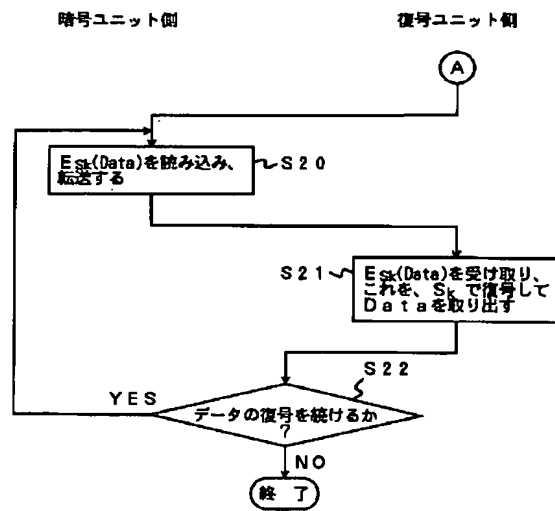 暗号ユニット側
復号ユニット側
A
ESK(Data)を読み込み、
転送する
S20
S21
ESK(Data)を受け取り、
これを、Skで復号して
Dataを取り出す
S22
YES
データの復号を続けるか
?
NO
終了